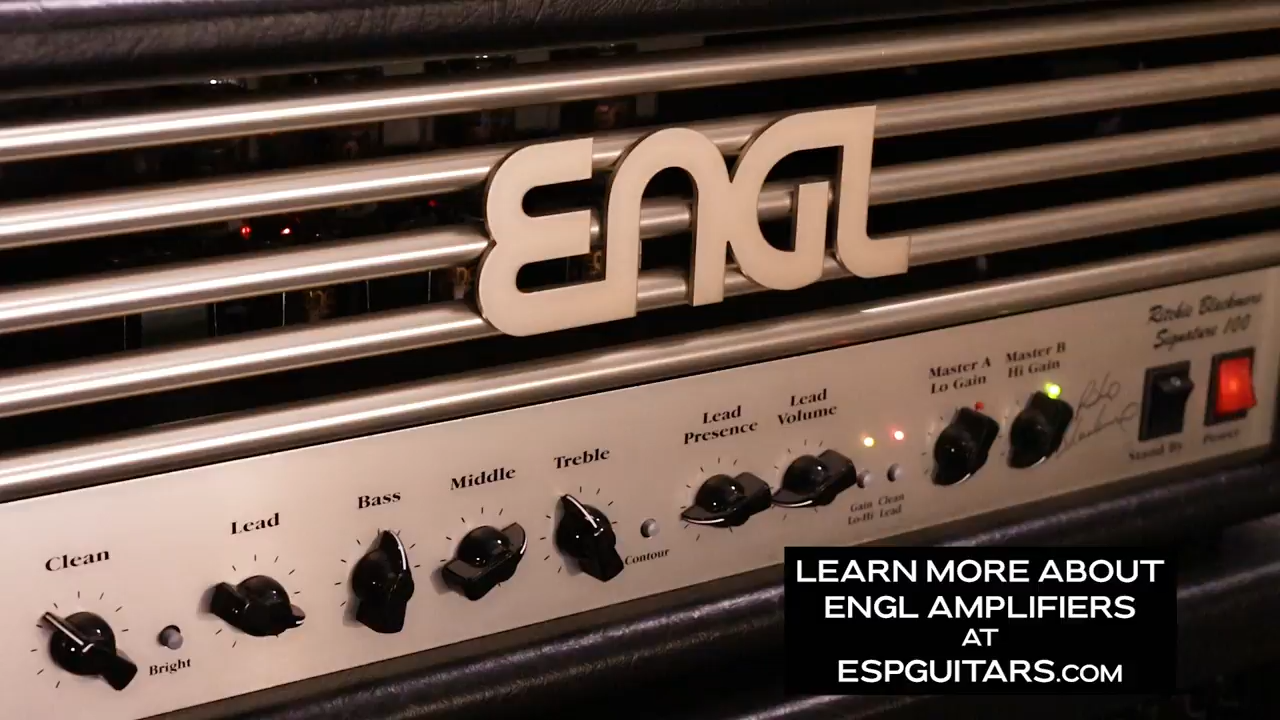 ENGL
Ritchie Blackmore
Signature 100
Master A
Lo Gain
Master B
Hi Gain
Lead
Presence
Lead
Volume
Treble
Middle
Bass
Lead
Clean
Gain
Lo-Hi
Clean
Lead
Stand By
Power
Contour
Bright
LEARN MORE ABOUT
ENGL AMPLIFIERS
AT
ESPGUITARS.COM